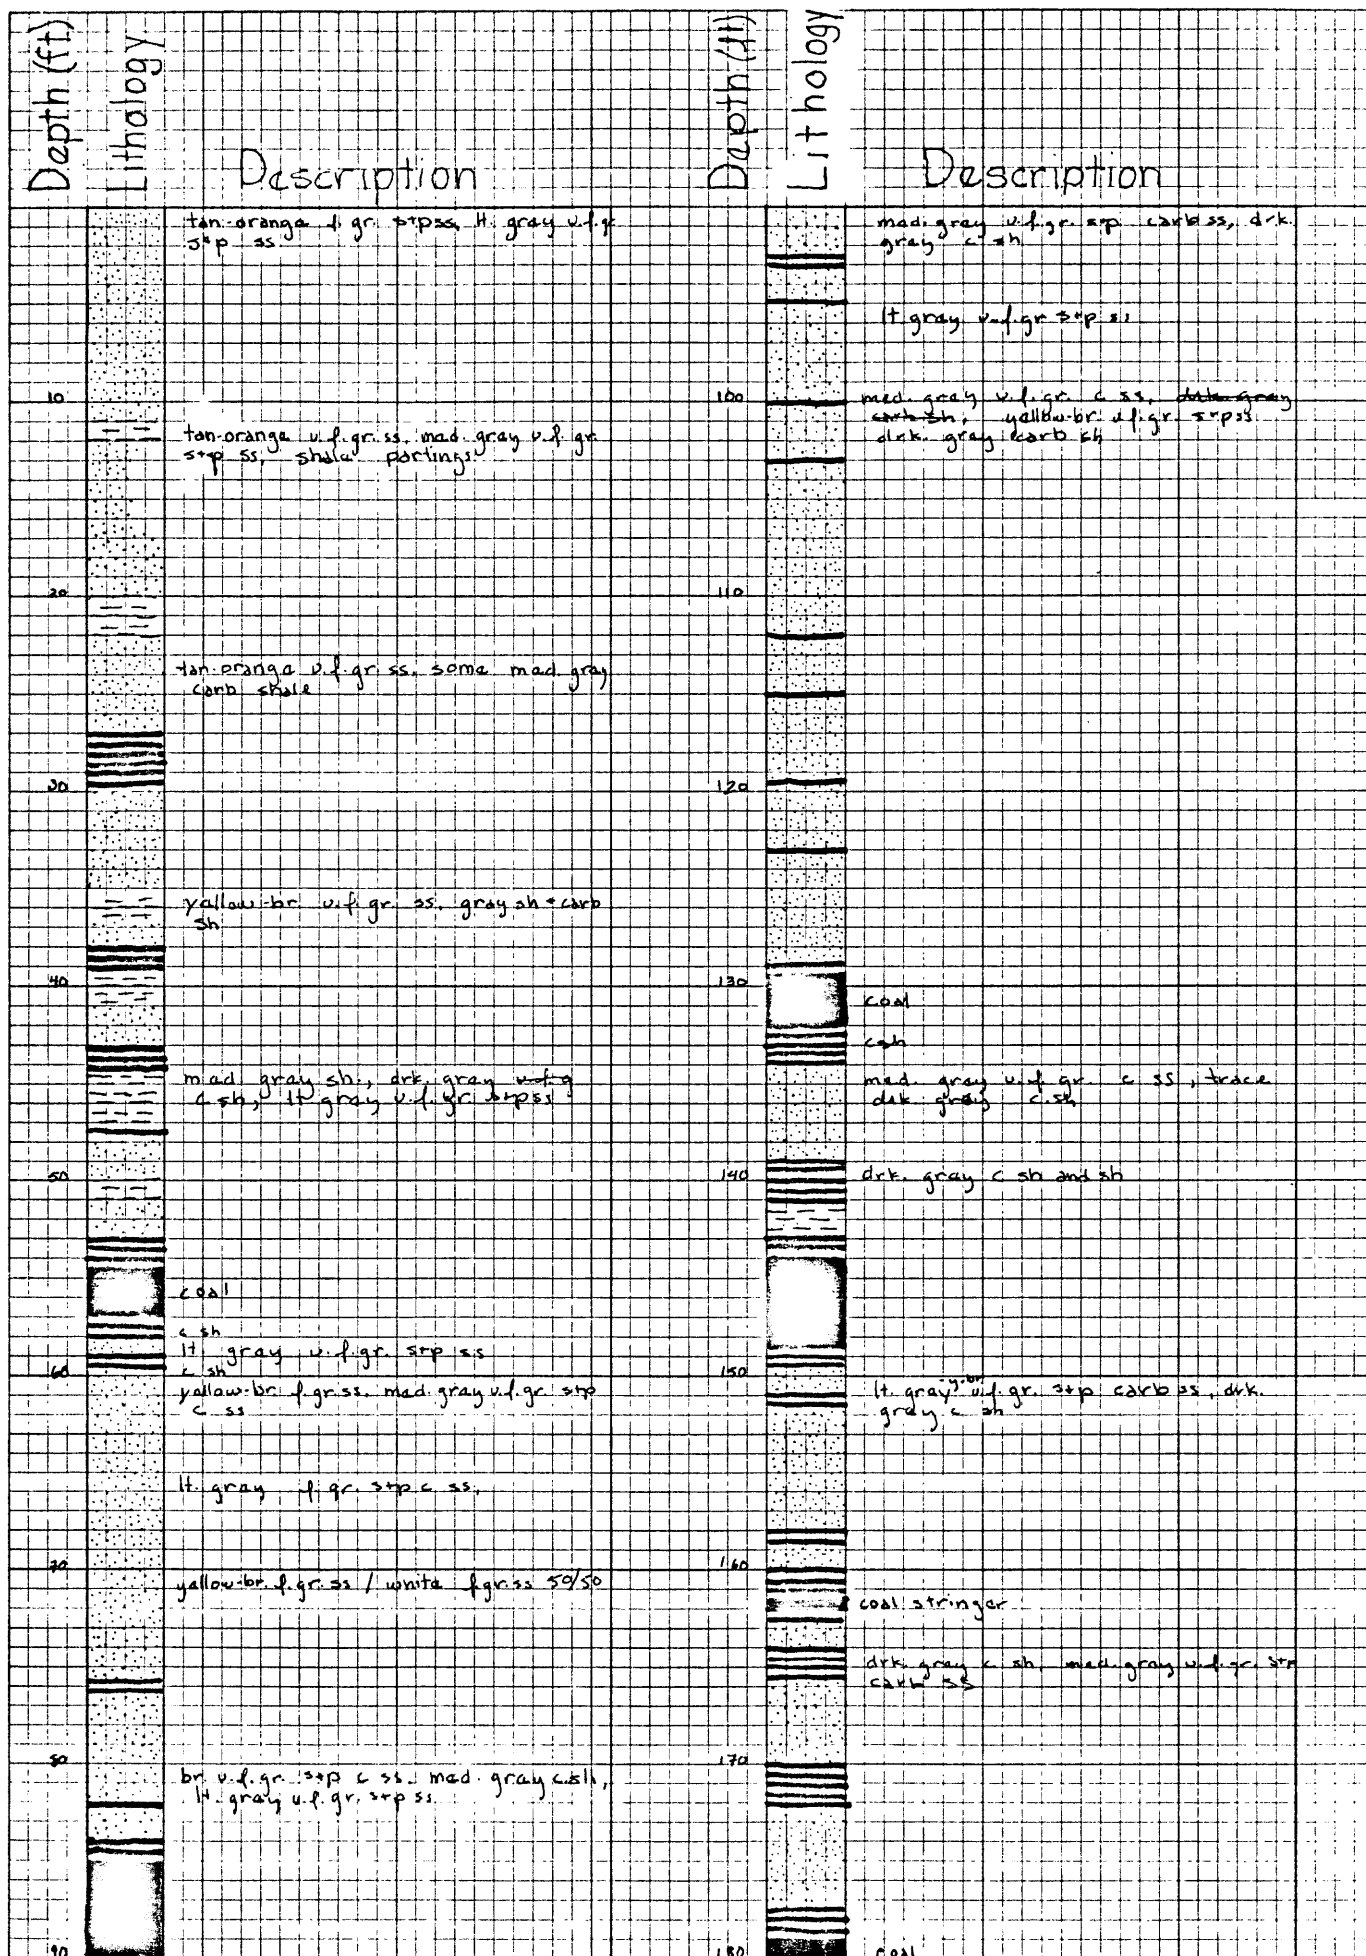 Depth (ft)
Lithology
Description
tan-orange f. gr. s+p ss, lt. gray v.f.g
s+p ss
10
tan-orange v.f. gr. ss, med. gray v.f. gr.
s+p ss, shale partings
20
tan-orange v.f. gr. ss, some med. gray
carb shale
30
yellow-br. v.f. gr. ss, gray sh + carb
sh
40
med. gray sh., drk. gray v.f.g
c sh, lt gray v.f. gr. s+p ss
50
coal
c sh
lt. gray v.f. gr. s+p ss
60 c sh
yellow-br. f. gr. ss, med. gray v.f. gr. s+p
c ss
lt. gray f. gr. s+p c ss,
70
yellow-br. f. gr. ss / white f. gr. ss 50/50
80
br. v.f. gr. s+p c ss, med. gray c sh,
lt. gray v.f. gr. s+p ss
90
Depth (ft)
Lithology
Description
med. gray v.f. gr. s+p carb ss, drk.
gray c sh
lt gray v.f. gr s+p ss
100 med. gray v.f. gr. c ss, drk gray
carb sh, yellow-br. v.f. gr. s+p ss
drk. gray carb sh
110
120
130
coal
c sh
med. gray v.f. gr. c ss, trace
drk gray c. sh
140 drk. gray c sh and sh
150
lt. gray-y-br. v.f. gr. s+p carb ss, drk.
gray c sh
160
coal stringer
drk. gray c sh, med. gray v.f. gr. s+p
carb ss
170
180 coal